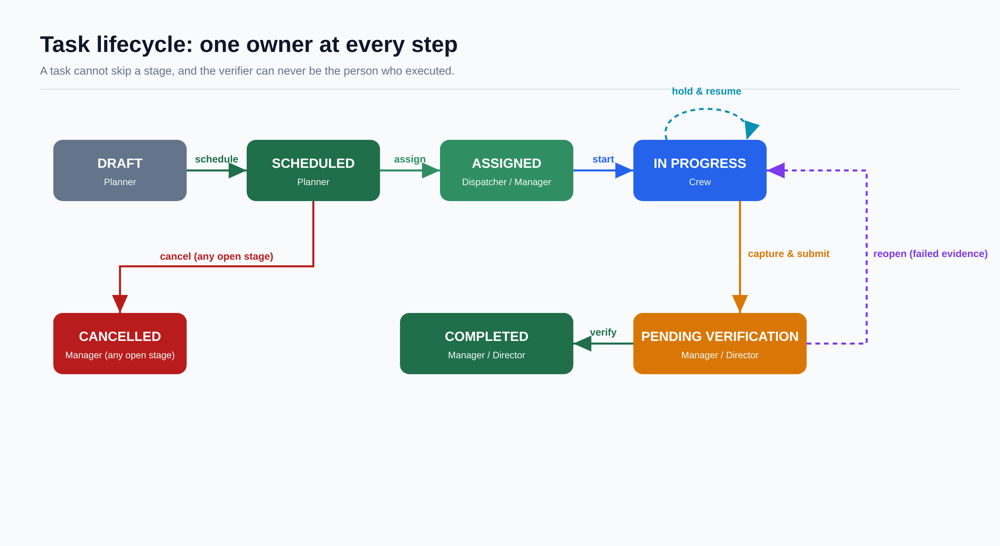 Task lifecycle: one owner at every step
A task cannot skip a stage, and the verifier can never be the person who executed.
hold & resume
DRAFT
Planner
schedule
SCHEDULED
Planner
assign
ASSIGNED
Dispatcher / Manager
start
IN PROGRESS
Crew
cancel (any open stage)
capture & submit
reopen (failed evidence)
CANCELLED
Manager (any open stage)
COMPLETED
Manager / Director
verify
PENDING VERIFICATION
Manager / Director